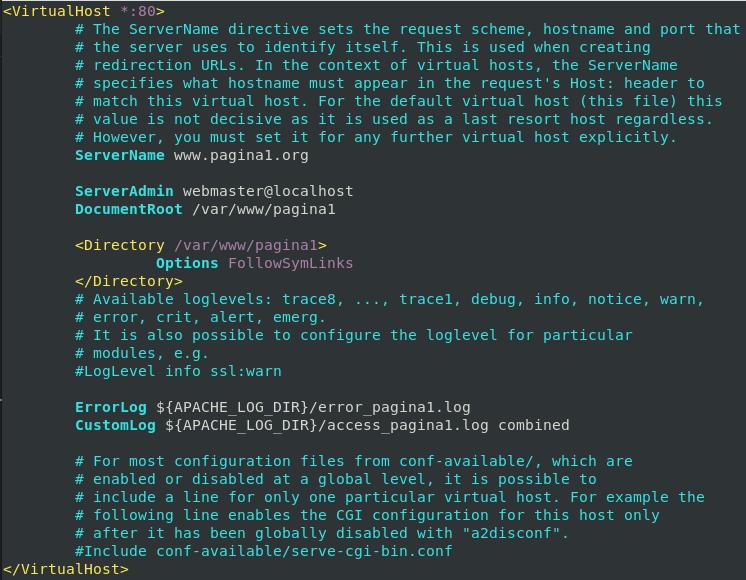 <VirtualHost *:80>
# The ServerName directive sets the request scheme, hostname and port that
# the server uses to identify itself. This is used when creating
# redirection URLs. In the context of virtual hosts, the ServerName
# specifies what hostname must appear in the request's Host: header to
# match this virtual host. For the default virtual host (this file) this
# value is not decisive as it is used as a last resort host regardless.
# However, you must set it for any further virtual host explicitly.
ServerName www.pagina1.org
ServerAdmin webmaster@localhost
DocumentRoot /var/www/pagina1
<Directory /var/www/pagina1>
Options FollowSymLinks
</Directory>
# Available loglevels: trace8, ..., trace1, debug, info, notice, warn,
# error, crit, alert, emerg.
# It is also possible to configure the loglevel for particular
# modules, e.g.
#LogLevel info ssl:warn
ErrorLog ${APACHE_LOG_DIR}/error_pagina1.log
CustomLog ${APACHE_LOG_DIR}/access_pagina1.log combined
# For most configuration files from conf-available/, which are
# enabled or disabled at a global level, it is possible to
# include a line for only one particular virtual host. For example the
# following line enables the CGI configuration for this host only
# after it has been globally disabled with "a2disconf".
#Include conf-available/serve-cgi-bin.conf
</VirtualHost>